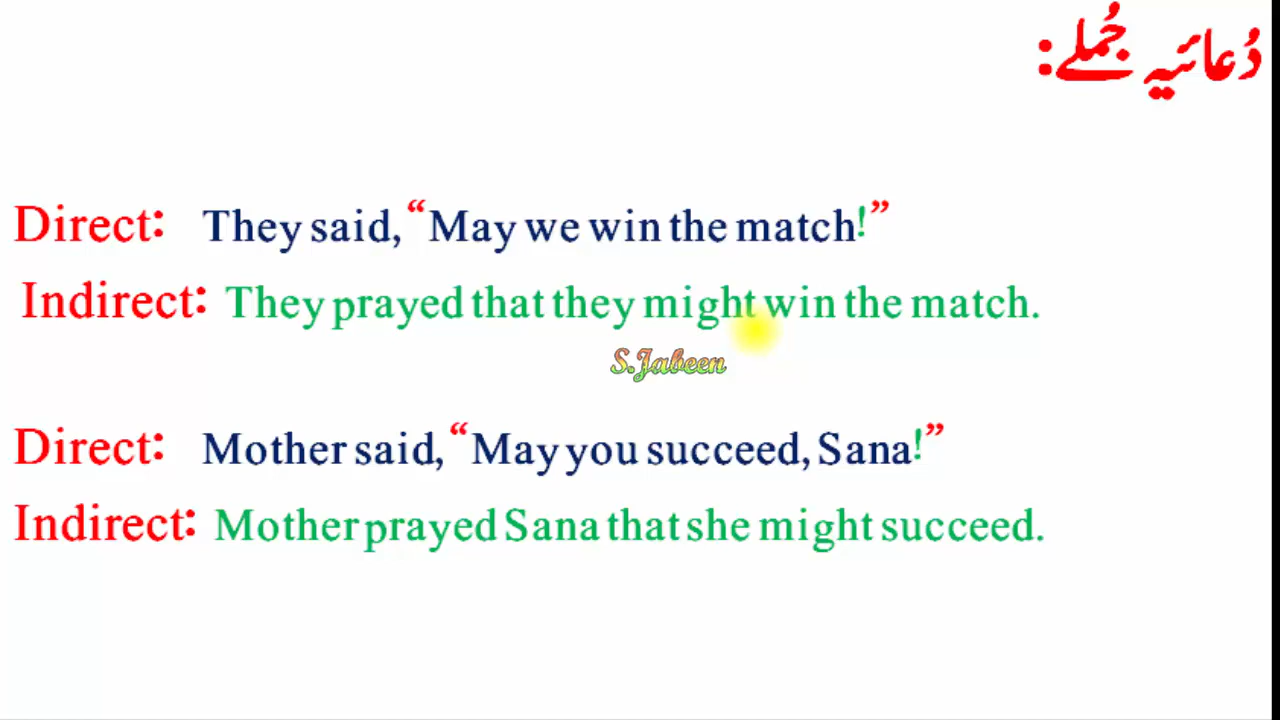 دُعائیہ جُملے:
Direct: They said, “May we win the match!”
Indirect: They prayed that they might win the match.
S.Jabeen
Direct: Mother said, “May you succeed, Sana!”
Indirect: Mother prayed Sana that she might succeed.